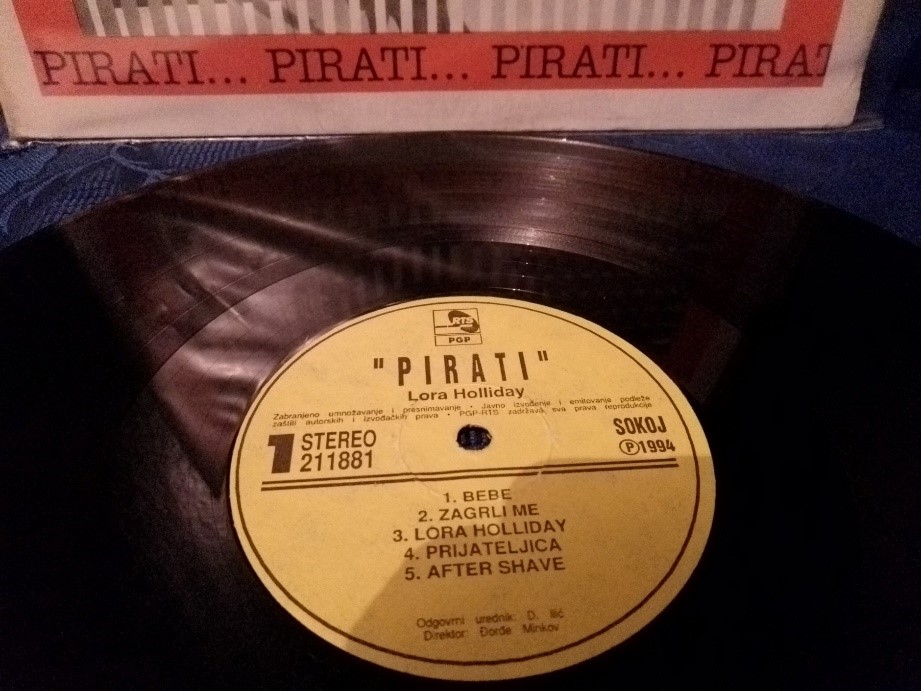 PIRATI... PIRATI... PIRATI... PIRAT
RTS
PGP
"PIRATI"
Lora Holliday
Zabranjeno umnožavanje i presnimavanje • Javno izvođenje i emitovanje podleže
zaštiti autorskih i izvođačkih prava • PGP-RTS zadržava sva prava reprodukcije
1 STEREO
211881
SOKOJ
Ⓟ1994
1. BEBE
2. ZAGRLI ME
3. LORA HOLLIDAY
4. PRIJATELJICA
5. AFTER SHAVE
Odgovrni urednik: D. Ilić
Direktor: Đorđe Minkov